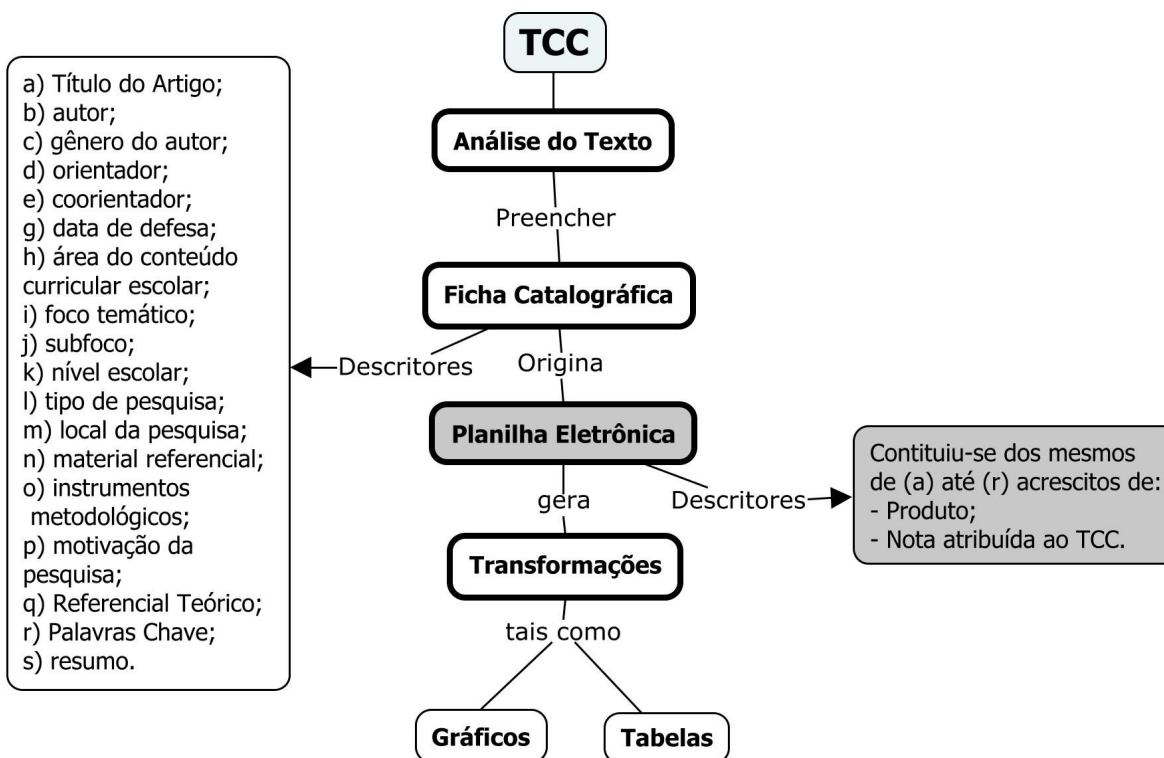 TCC
Análise do Texto
Preencher
Ficha Catalográfica
Descritores
Origina
a) Título do Artigo;
b) autor;
c) gênero do autor;
d) orientador;
e) coorientador;
g) data de defesa;
h) área do conteúdo
curricular escolar;
i) foco temático;
j) subfoco;
k) nível escolar;
l) tipo de pesquisa;
m) local da pesquisa;
n) material referencial;
o) instrumentos
metodológicos;
p) motivação da
pesquisa;
q) Referencial Teórico;
r) Palavras Chave;
s) resumo.
Planilha Eletrônica
gera
Descritores
Contituiu-se dos mesmos
de (a) até (r) acrescitos de:
- Produto;
- Nota atribuída ao TCC.
Transformações
tais como
Gráficos
Tabelas